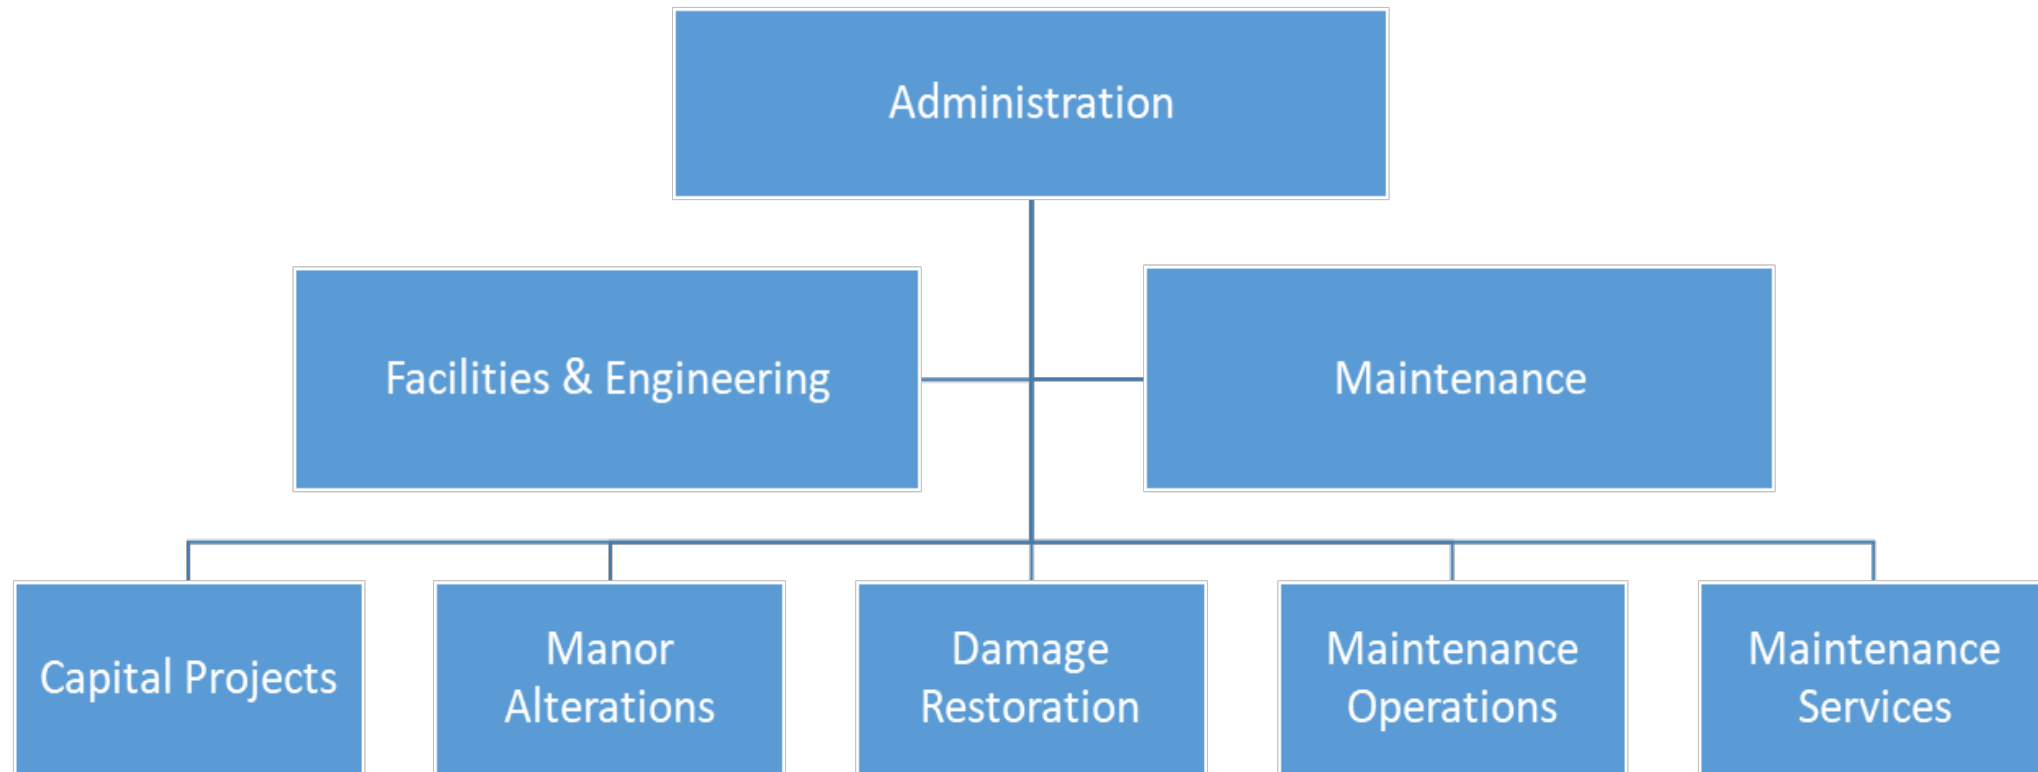 Administration
Facilities & Engineering
Maintenance
Capital Projects
Manor
Alterations
Damage
Restoration
Maintenance
Operations
Maintenance
Services